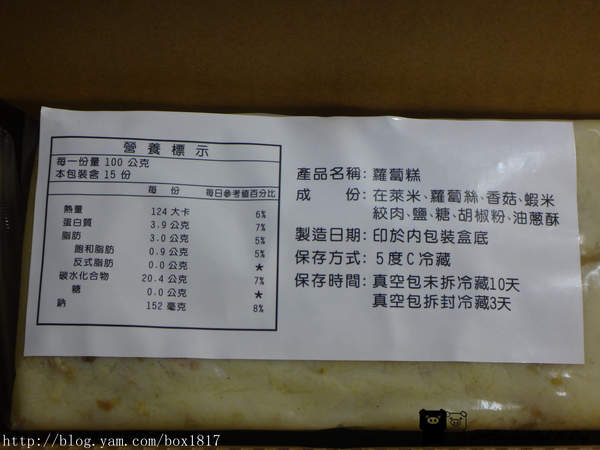 營養標示
每一份量 100 公克
本包裝含 15 份
每 份 每日參考值百分比
熱量 124 大卡 6%
蛋白質 3.9 公克 7%
脂肪 3.0 公克 5%
飽和脂肪 0.9 公克 5%
反式脂肪 0.0 公克 *
碳水化合物 20.4 公克 7%
糖 0.0 公克 *
鈉 152 毫克 8%
產品名稱: 蘿蔔糕
成 份: 在萊米、蘿蔔絲、香菇、蝦米
絞肉、鹽、糖、胡椒粉、油蔥酥
製造日期: 印於內包裝盒底
保存方式: 5度C冷藏
保存時間: 真空包未拆冷藏10天
真空包拆封冷藏3天
http://blog.yam.com/box1817